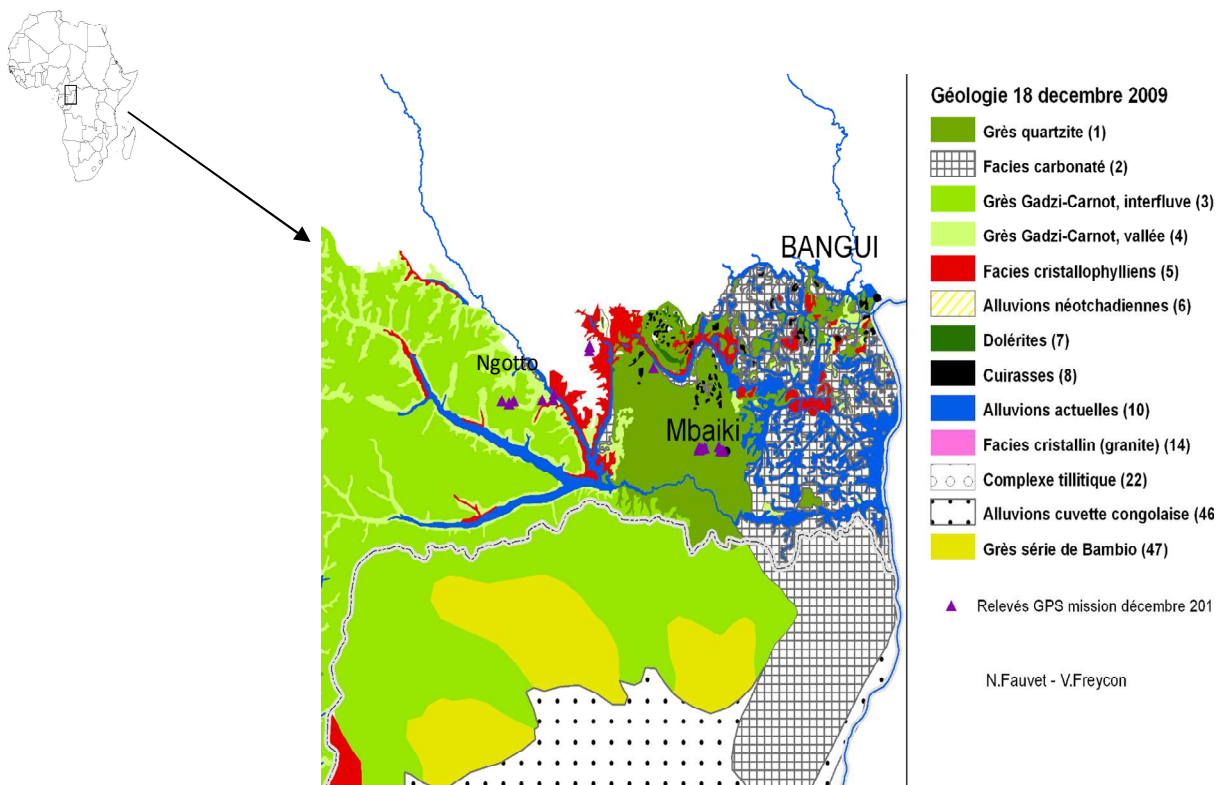 Géologie 18 decembre 2009
Grès quartzite (1)
Facies carbonaté (2)
Grès Gadzi-Carnot, interfluve (3)
Grès Gadzi-Carnot, vallée (4)
Facies cristallophylliens (5)
Alluvions néotchadiennes (6)
Dolérites (7)
Cuirasses (8)
Alluvions actuelles (10)
Facies cristallin (granite) (14)
Complexe tillitique (22)
Alluvions cuvette congolaise (46
Grès série de Bambio (47)
Relevés GPS mission décembre 201
N.Fauvet - V.Freycon
BANGUI
Ngotto
Mbaiki